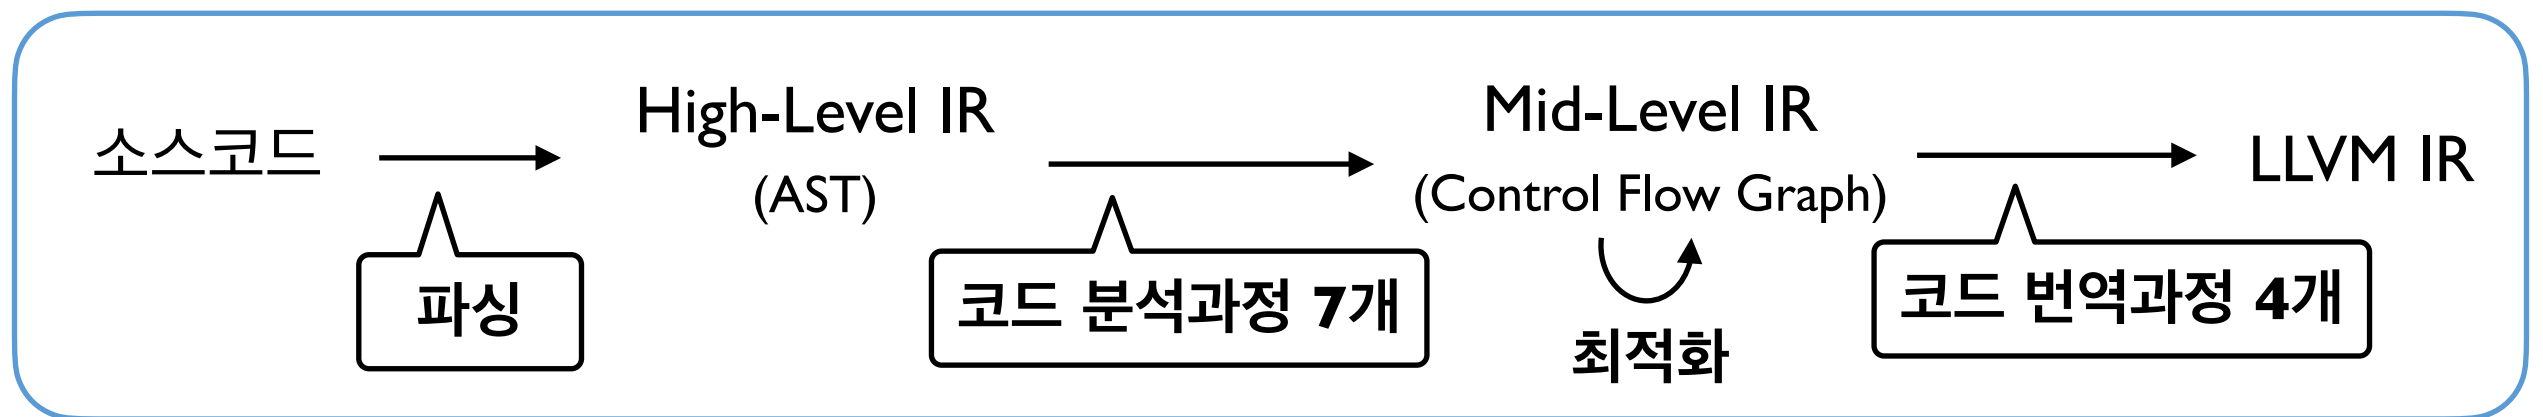 소스코드
High-Level IR
(AST)
Mid-Level IR
(Control Flow Graph)
LLVM IR
파싱
코드 분석과정 7개
최적화
코드 번역과정 4개